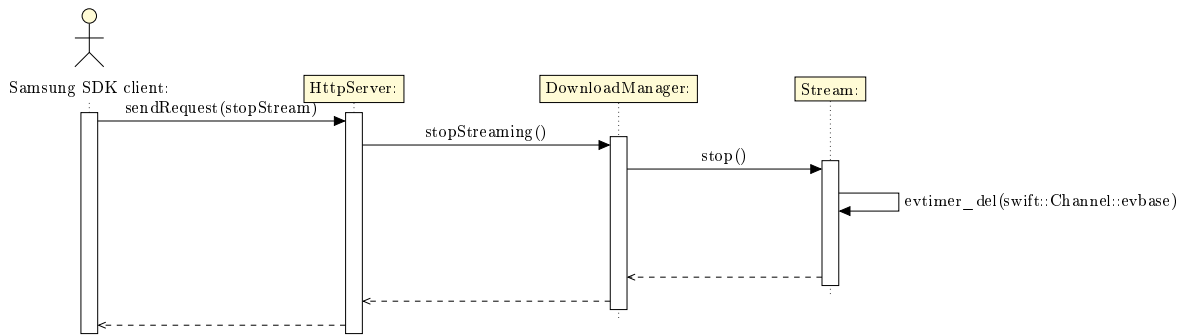 Samsung SDK client:
HttpServer:
DownloadManager:
Stream:
sendRequest(stopStream)
stopStreaming()
stop()
evtimer_del(swift::Channel::evbase)